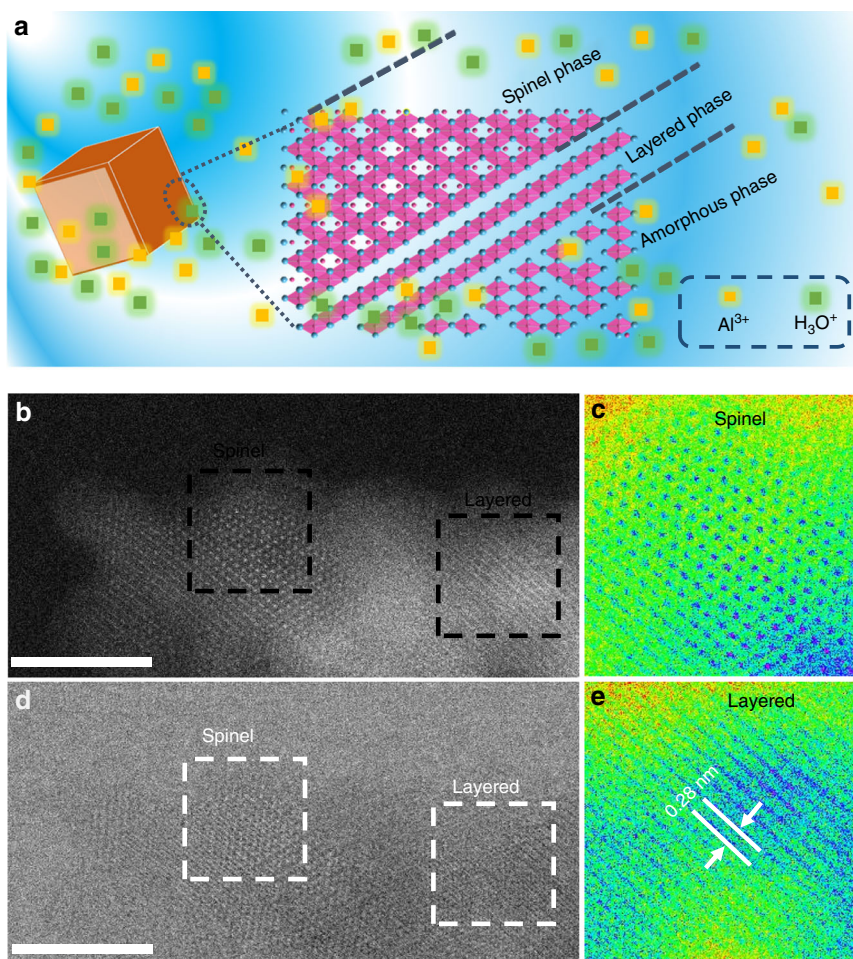 a
Spinel phase
Layered phase
Amorphous phase
Al³⁺
H₃O⁺
b
Spinel
Layered
c
Spinel
d
Spinel
Layered
e
Layered
0.28 nm